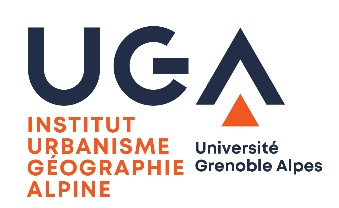 UGA
INSTITUT
URBANISME
GÉOGRAPHIE
ALPINE
Université
Grenoble Alpes